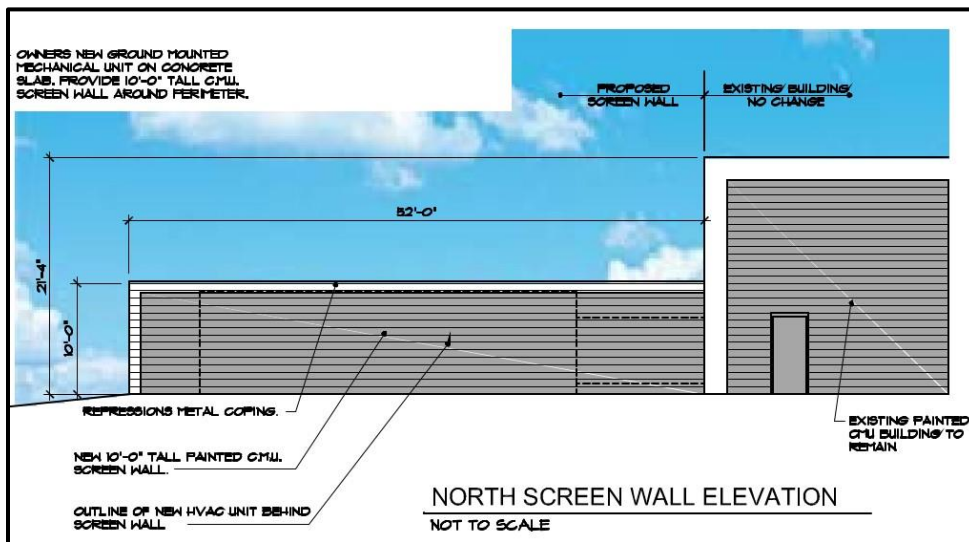 OWNERS NEW GROUND MOUNTED
MECHANICAL UNIT ON CONCRETE
SLAB. PROVIDE 10'-0" TALL C.M.U.
SCREEN WALL AROUND PERIMETER.
PROPOSED
SCREEN WALL
EXISTING BUILDING
NO CHANGE
52'-0"
21'-4"
10'-0"
REPRESSIONS METAL COPING.
NEW 10'-0" TALL PAINTED C.M.U.
SCREEN WALL.
OUTLINE OF NEW HVAC UNIT BEHIND
SCREEN WALL
EXISTING PAINTED
CMU BUILDING TO
REMAIN
NORTH SCREEN WALL ELEVATION
NOT TO SCALE